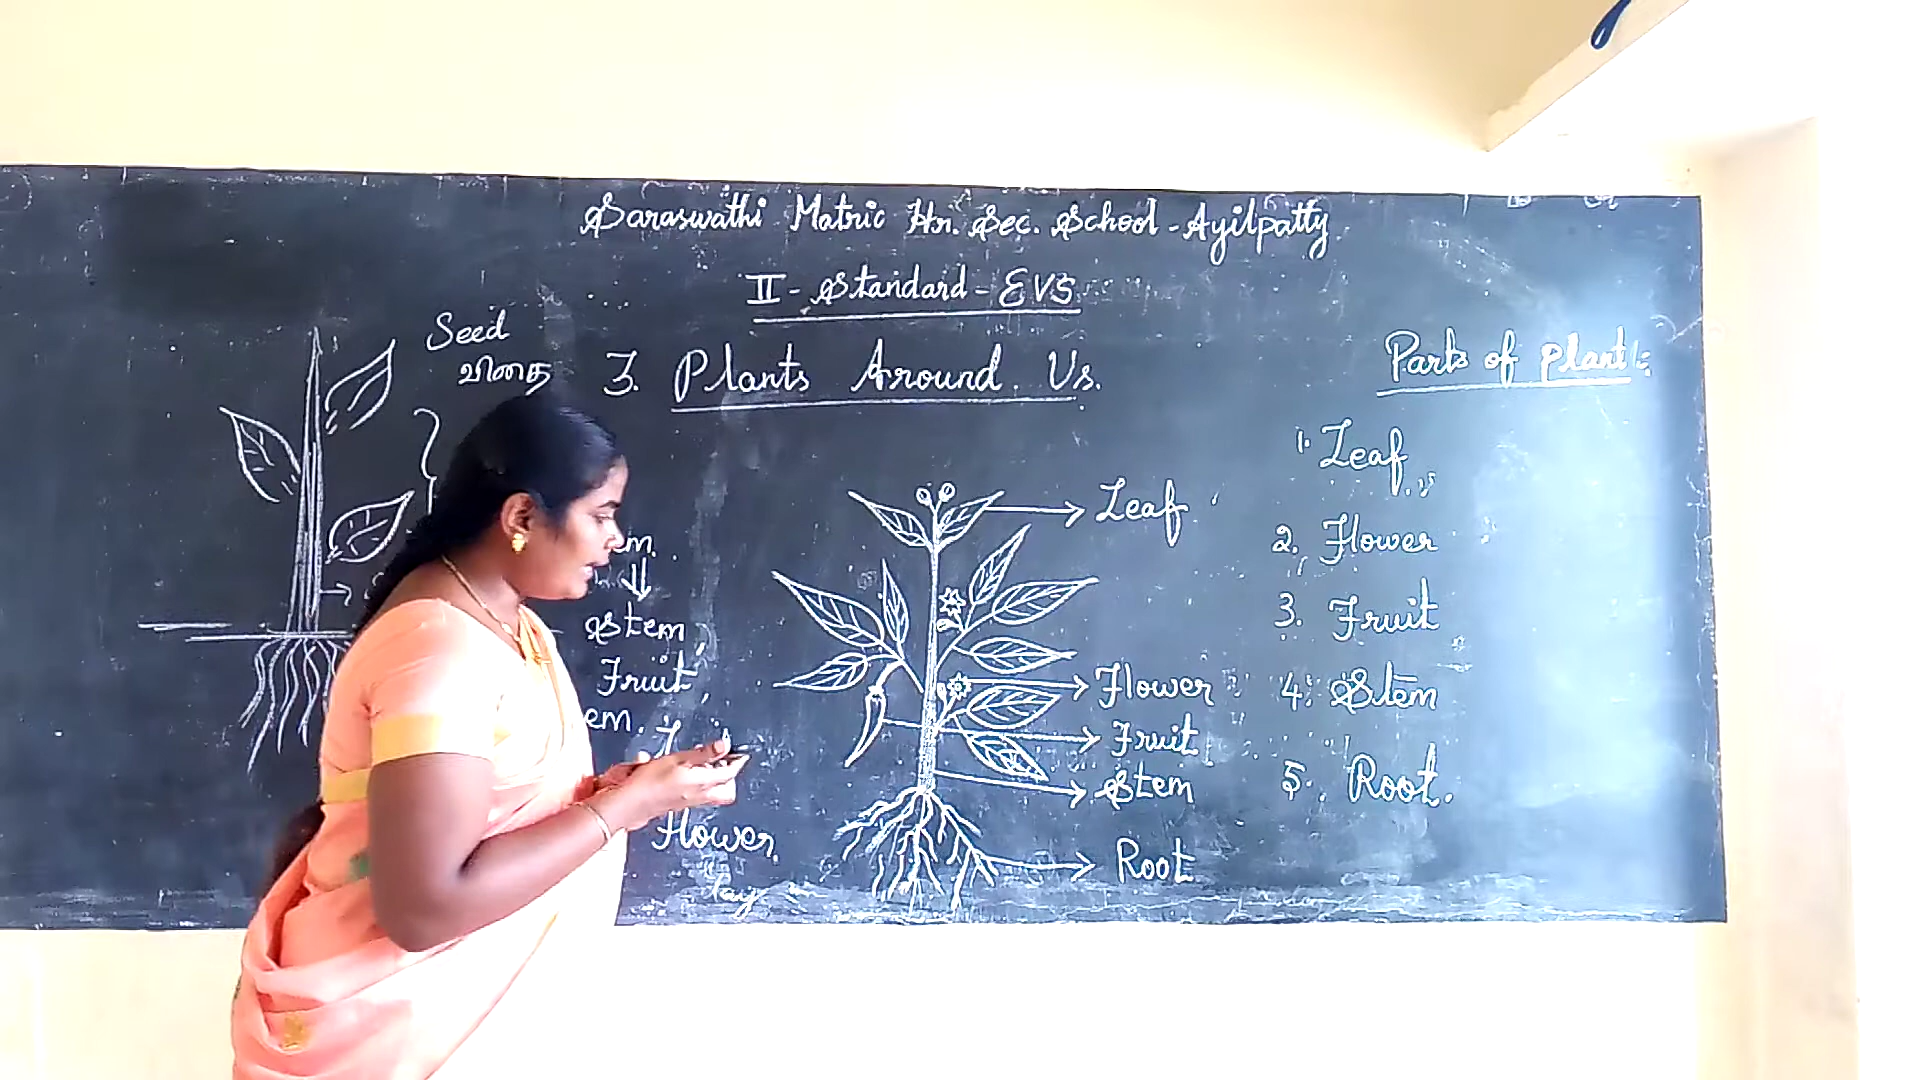 Saraswathi Matric Hr. Sec. School - Ayilpatty
II - Standard - EVS
3. Plants Around Us.
Seed
விதை
Stem
Fruit
Flower
Leaf
Flower
Fruit
Stem
Root
Parts of plant:
1. Leaf
2. Flower
3. Fruit
4. Stem
5. Root.